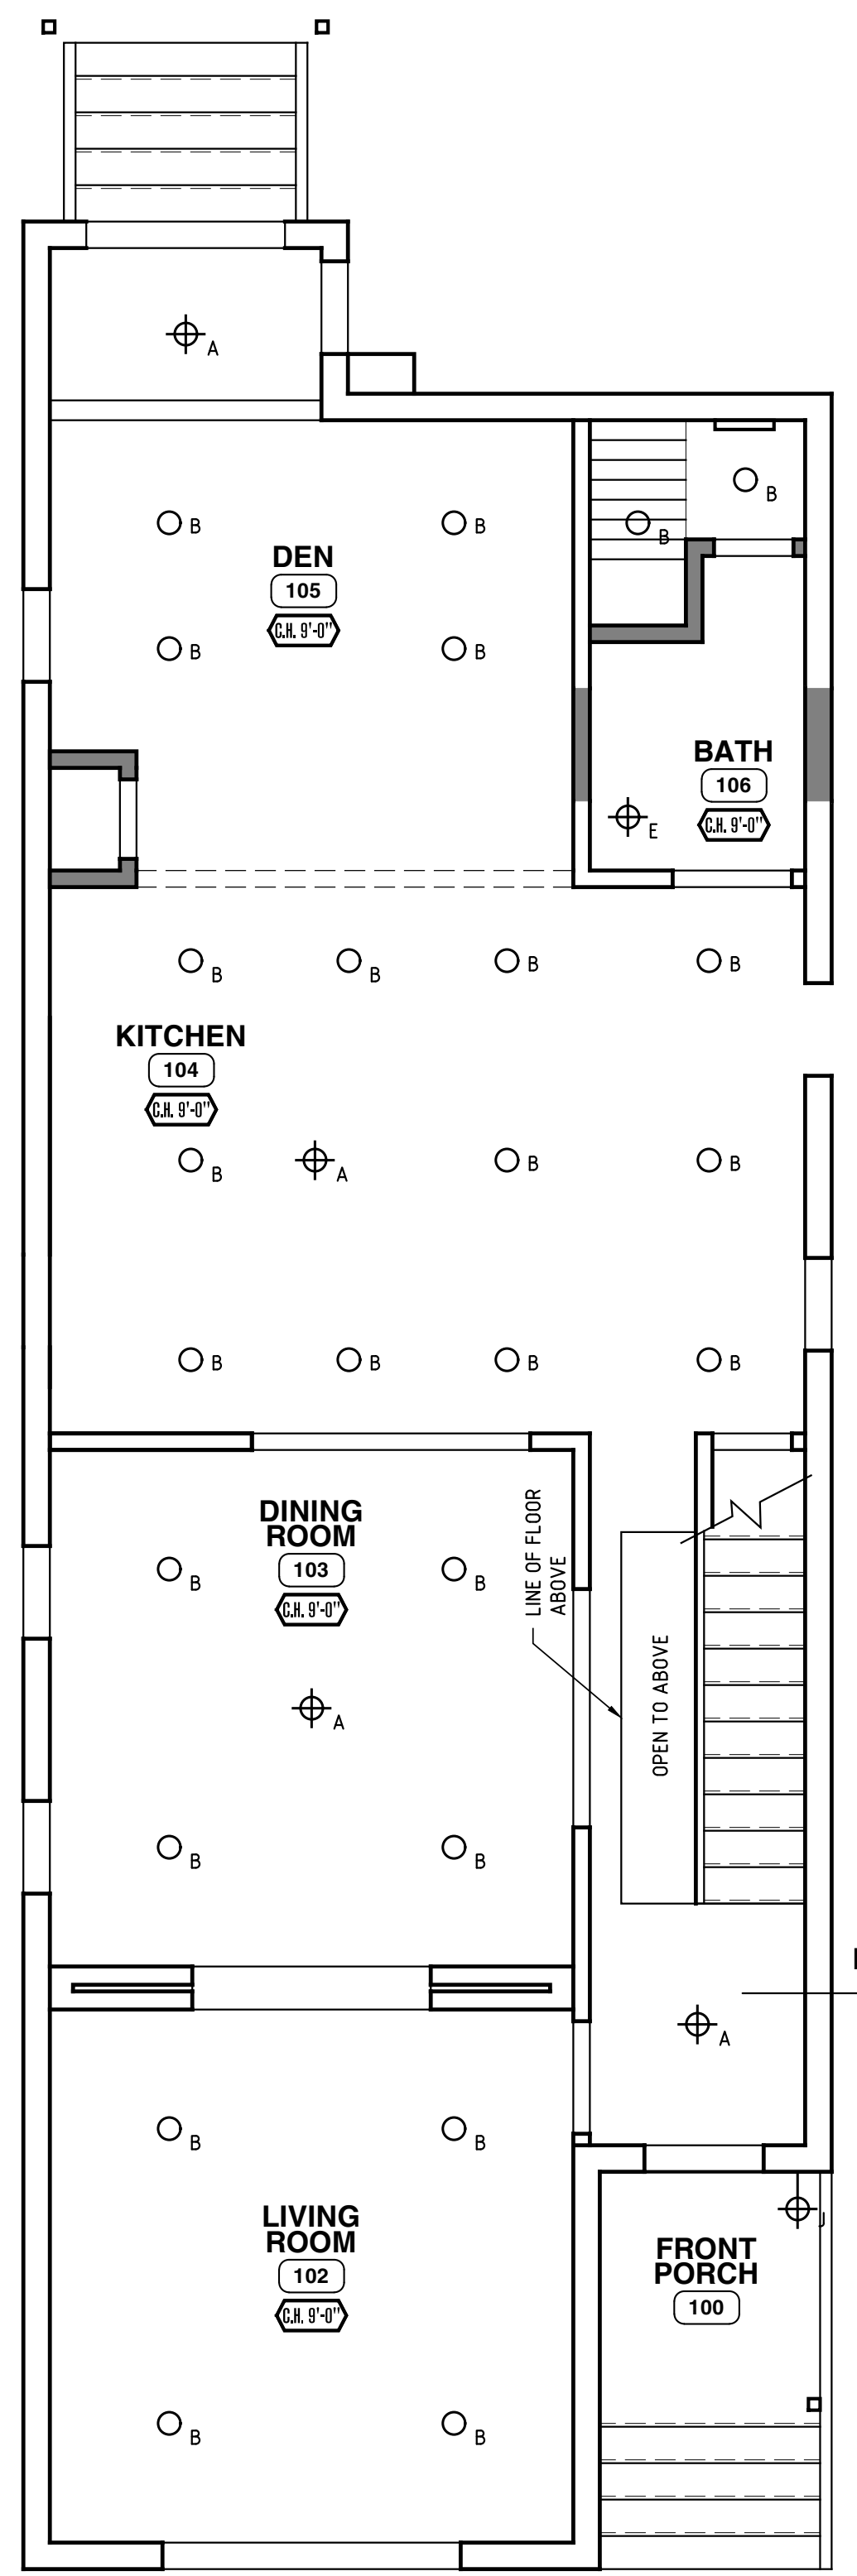 A
B
B
B
B
DEN
105
C.H. 9'-0"
B
B
BATH
106
C.H. 9'-0"
E
B
B
B
B
KITCHEN
104
C.H. 9'-0"
B
A
B
B
B
B
B
B
DINING
ROOM
103
C.H. 9'-0"
LINE OF FLOOR
ABOVE
B
B
OPEN TO ABOVE
A
B
B
A
B
B
LIVING
ROOM
102
C.H. 9'-0"
J
FRONT
PORCH
100
B
B